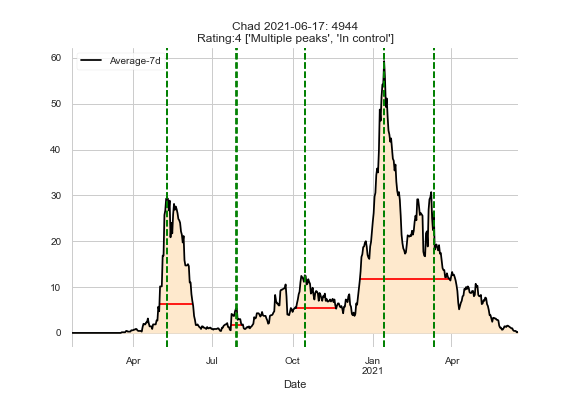 Chad 2021-06-17: 4944
Rating:4 ['Multiple peaks', 'In control']
Average-7d
60
50
40
30
20
10
0
Apr
Jul
Oct
Jan
2021
Apr
Date